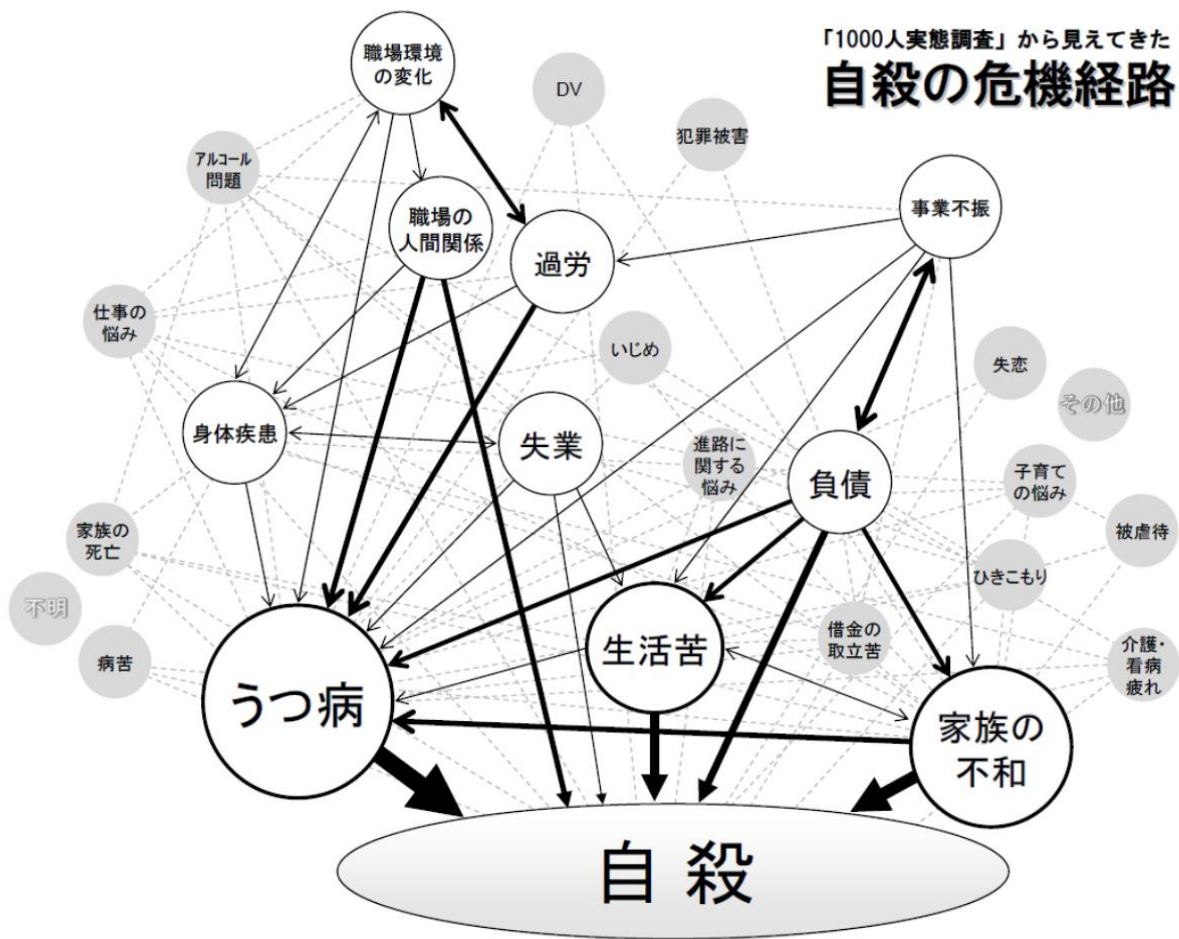 「1000人実態調査」から見えてきた
自殺の危機経路
職場環境
の変化
DV
犯罪被害
アルコール
問題
職場の
人間関係
過労
事業不振
仕事の
悩み
いじめ
失恋
その他
身体疾患
失業
進路に
関する
悩み
負債
子育て
の悩み
家族の
死亡
被虐待
ひきこもり
不明
病苦
うつ病
生活苦
借金の
取立苦
介護・
看病
疲れ
家族の
不和
自殺